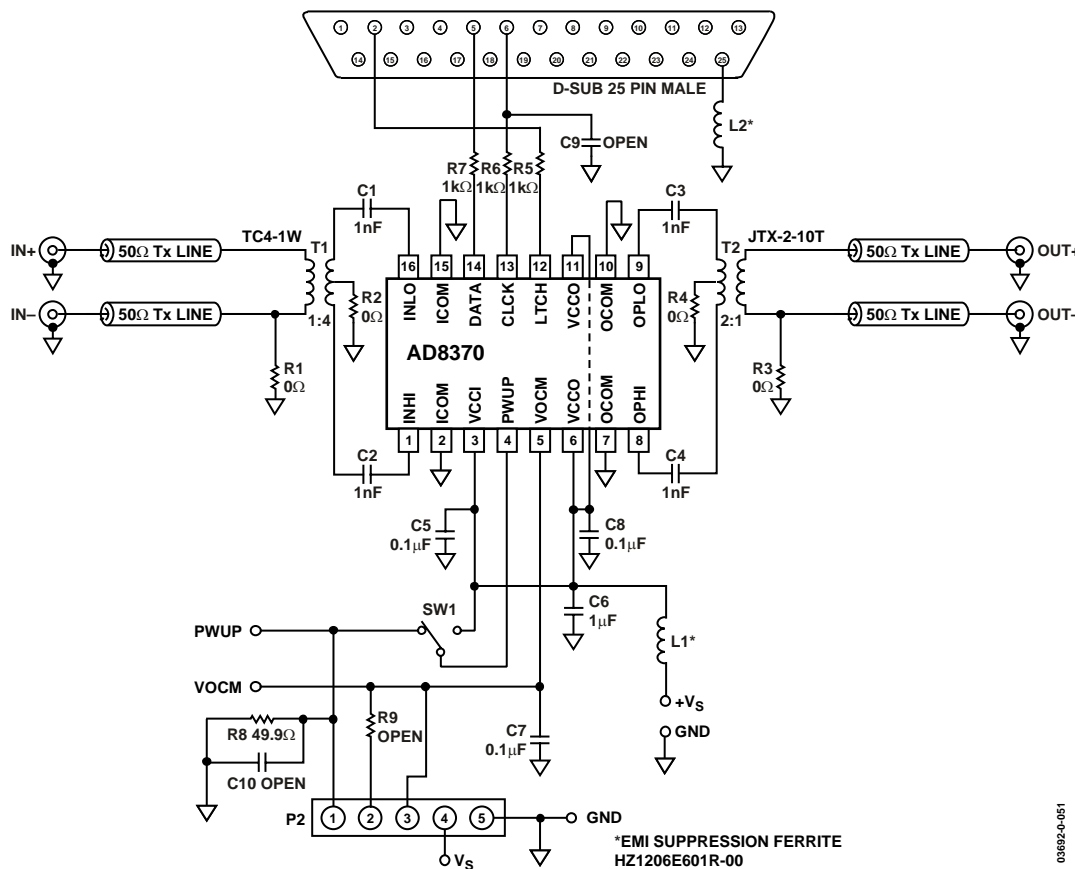 1 2 3 4 5 6 7 8 9 10 11 12 13
14 15 16 17 18 19 20 21 22 23 24 25
D-SUB 25 PIN MALE
L2*
C9 OPEN
R7 R6 R5
1kΩ 1kΩ 1kΩ
C1
1nF
C3
1nF
IN+
50Ω Tx LINE
TC4-1W
T1
1:4
R2
0Ω
IN–
50Ω Tx LINE
R1
0Ω
16 15 14 13 12 11 10 9
INLO ICOM DATA CLCK LTCH VCCO OCOM OPLO
AD8370
INHI ICOM VCCI PWUP VOCM VCCO OCOM OPHI
1 2 3 4 5 6 7 8
T2
JTX-2-10T
2:1
R4
0Ω
50Ω Tx LINE
OUT+
50Ω Tx LINE
OUT–
R3
0Ω
C2
1nF
C4
1nF
C5
0.1µF
C8
0.1µF
C6
1µF
SW1
PWUP
L1*
VOCM
+VS
GND
R9
OPEN
C7
0.1µF
R8 49.9Ω
C10 OPEN
P2 1 2 3 4 5
GND
VS
*EMI SUPPRESSION FERRITE
HZ1206E601R-00
03692-0-051